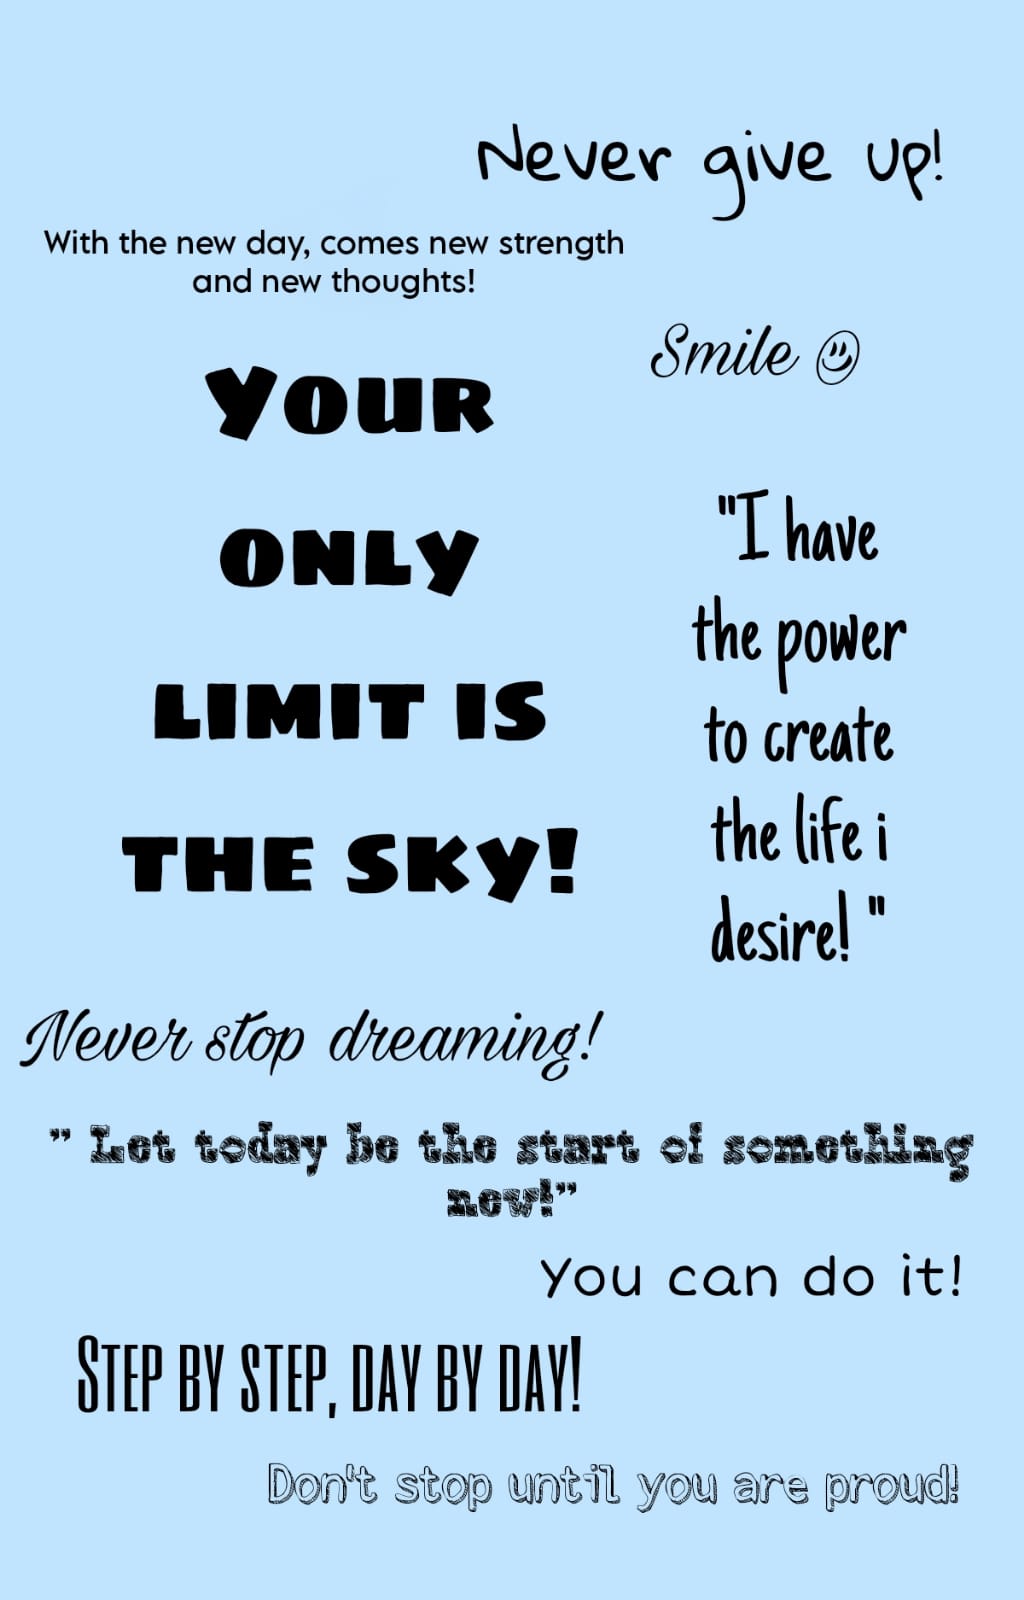 Never give up!
With the new day, comes new strength
and new thoughts!
Smile ☺
Your
only
limit is
the sky!
"I have
the power
to create
the life i
desire! "
Never stop dreaming!
" Let today be the start of something
new!"
You can do it!
Step by step, day by day!
Don't stop until you are proud!